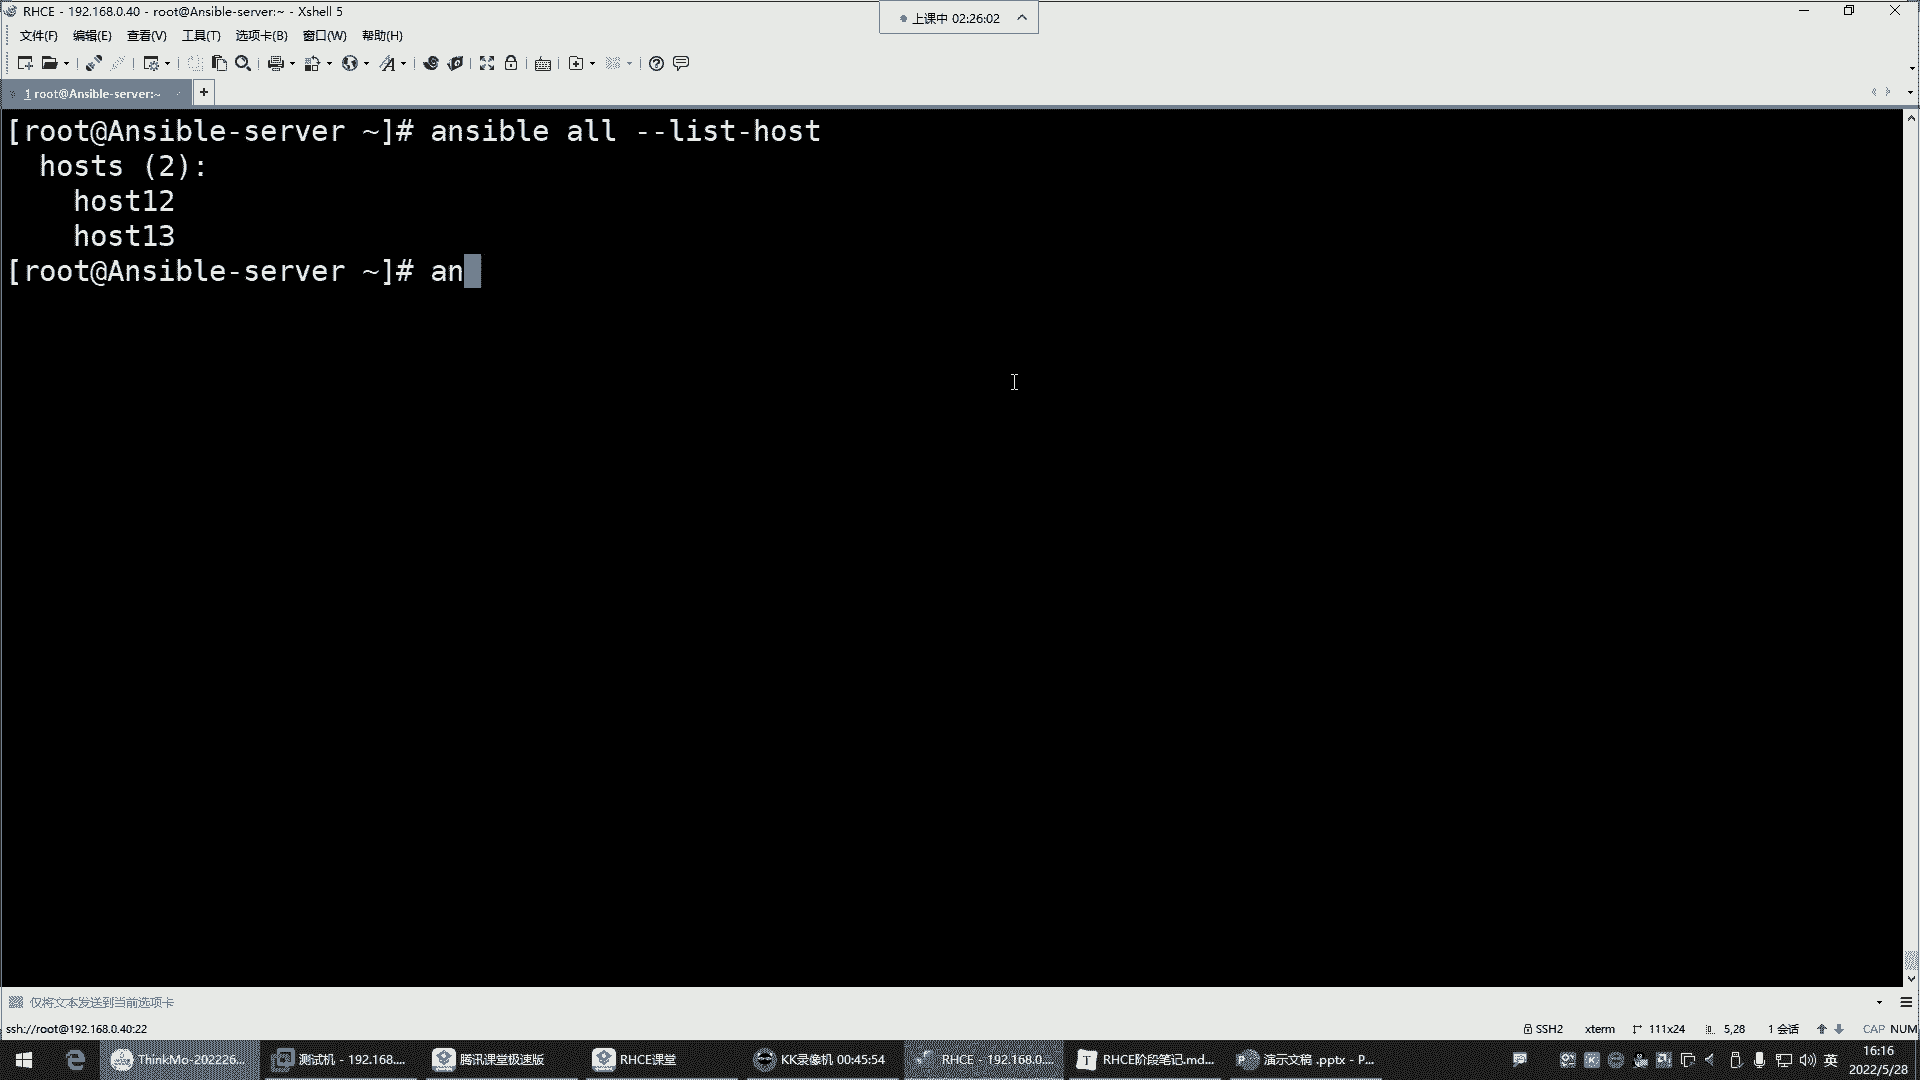 RHCE - 192.168.0.40 - root@Ansible-server:~ - Xshell 5
上课中 02:26:02
文件(F) 编辑(E) 查看(V) 工具(T) 选项卡(B) 窗口(W) 帮助(H)
1 root@Ansible-server:~
[root@Ansible-server ~]# ansible all --list-host
hosts (2):
host12
host13
[root@Ansible-server ~]# an
仅将文本发送到当前选项卡
ssh://root@192.168.0.40:22 SSH2 xterm 111x24 5,28 1 会话 CAP NUM
ThinkMo-202226... 测试机 - 192.168.... 腾讯课堂极速版 RHCE课堂 KK录像机 00:45:54 RHCE - 192.168.0.... RHCE阶段笔记.md... 演示文稿 .pptx - P... 英 16:16
2022/5/28